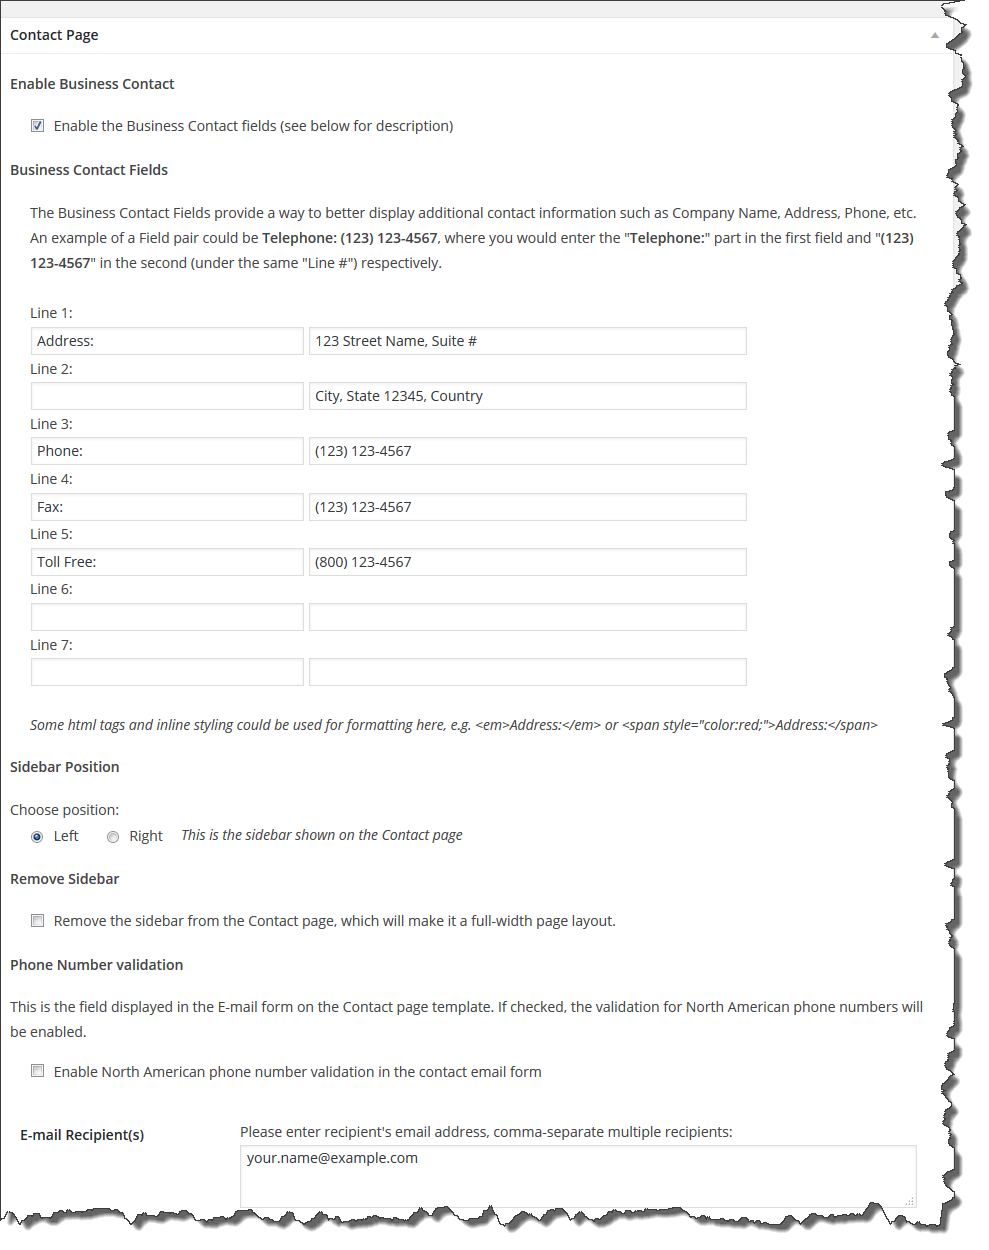 Contact Page
Enable Business Contact
Enable the Business Contact fields (see below for description)
Business Contact Fields
The Business Contact Fields provide a way to better display additional contact information such as Company Name, Address, Phone, etc.
An example of a Field pair could be Telephone: (123) 123-4567, where you would enter the "Telephone:" part in the first field and "(123)
123-4567" in the second (under the same "Line #") respectively.
Line 1:
Address: 123 Street Name, Suite #
Line 2:
City, State 12345, Country
Line 3:
Phone: (123) 123-4567
Line 4:
Fax: (123) 123-4567
Line 5:
Toll Free: (800) 123-4567
Line 6:
Line 7:
Some html tags and inline styling could be used for formatting here, e.g. <em>Address:</em> or <span style="color:red;">Address:</span>
Sidebar Position
Choose position:
Left Right This is the sidebar shown on the Contact page
Remove Sidebar
Remove the sidebar from the Contact page, which will make it a full-width page layout.
Phone Number validation
This is the field displayed in the E-mail form on the Contact page template. If checked, the validation for North American phone numbers will
be enabled.
Enable North American phone number validation in the contact email form
E-mail Recipient(s) Please enter recipient's email address, comma-separate multiple recipients:
your.name@example.com